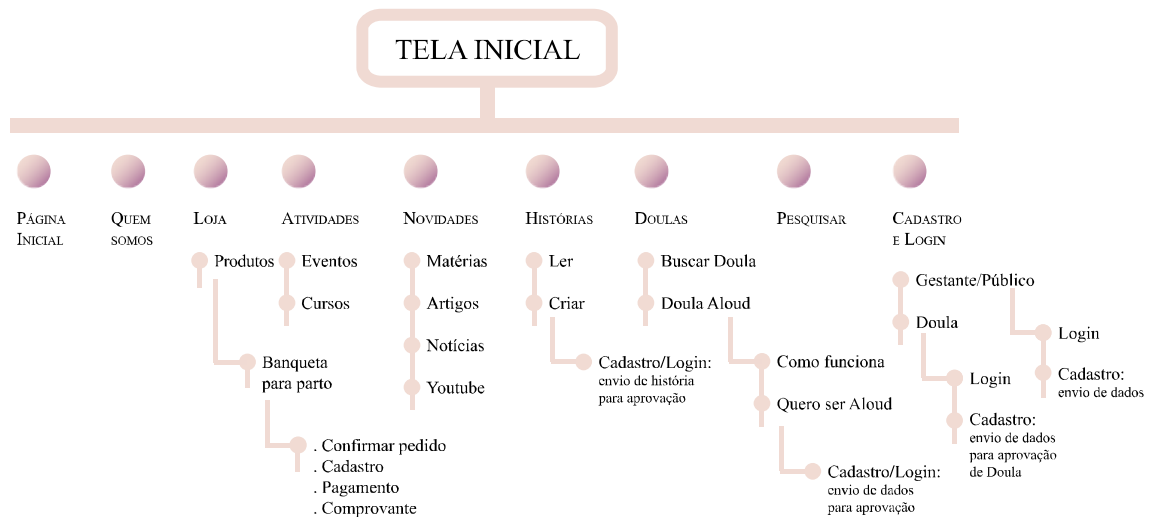 TELA INICIAL
Página
Inicial
Quem
somos
Loja
Produtos
Banqueta
para parto
. Confirmar pedido
. Cadastro
. Pagamento
. Comprovante
Atividades
Eventos
Cursos
Novidades
Matérias
Artigos
Notícias
Youtube
Histórias
Ler
Criar
Cadastro/Login:
envio de história
para aprovação
Doulas
Buscar Doula
Doula Aloud
Como funciona
Quero ser Aloud
Cadastro/Login:
envio de dados
para aprovação
Pesquisar
Cadastro
e Login
Gestante/Público
Login
Cadastro:
envio de dados
Doula
Login
Cadastro:
envio de dados
para aprovação
de Doula